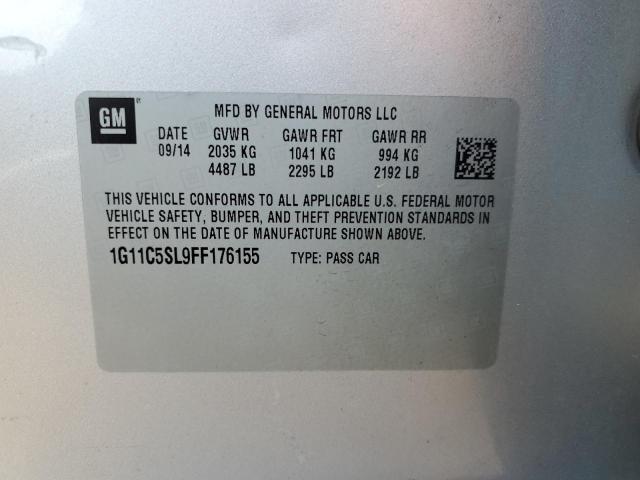 GM
MFD BY GENERAL MOTORS LLC
DATE GVWR GAWR FRT GAWR RR
09/14 2035 KG 1041 KG 994 KG
4487 LB 2295 LB 2192 LB
THIS VEHICLE CONFORMS TO ALL APPLICABLE U.S. FEDERAL MOTOR
VEHICLE SAFETY, BUMPER, AND THEFT PREVENTION STANDARDS IN
EFFECT ON THE DATE OF MANUFACTURE SHOWN ABOVE.
1G11C5SL9FF176155 TYPE: PASS CAR